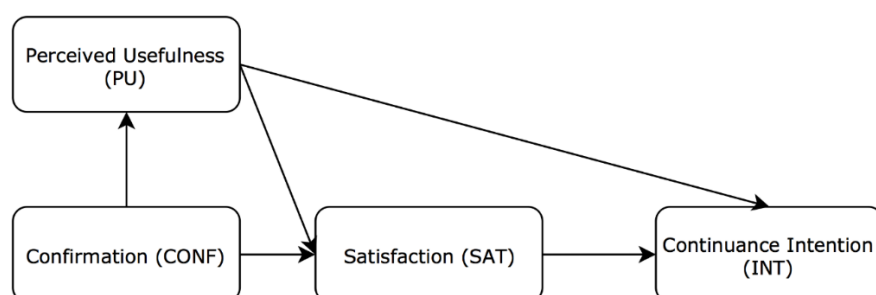 Perceived Usefulness
(PU)
Confirmation (CONF)
Satisfaction (SAT)
Continuance Intention
(INT)